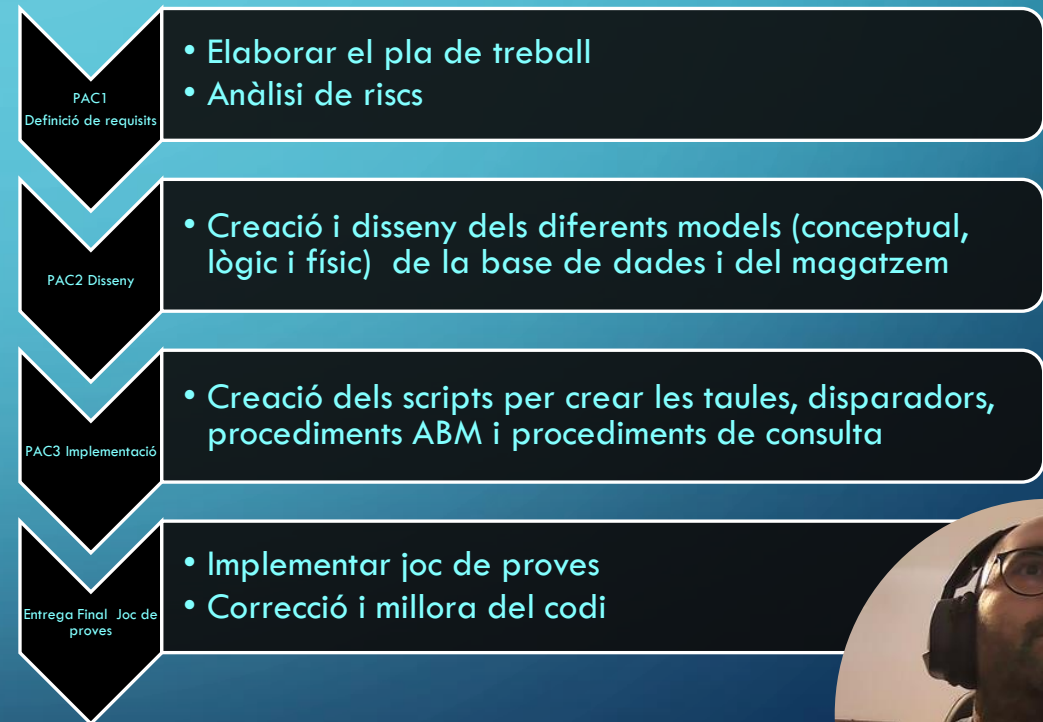 PAC1
Definició de requisits
• Elaborar el pla de treball
• Anàlisi de riscs
PAC2 Disseny
• Creació i disseny dels diferents models (conceptual,
lògic i físic) de la base de dades i del magatzem
PAC3 Implementació
• Creació dels scripts per crear les taules, disparadors,
procediments ABM i procediments de consulta
Entrega Final Joc de
proves
• Implementar joc de proves
• Correcció i millora del codi